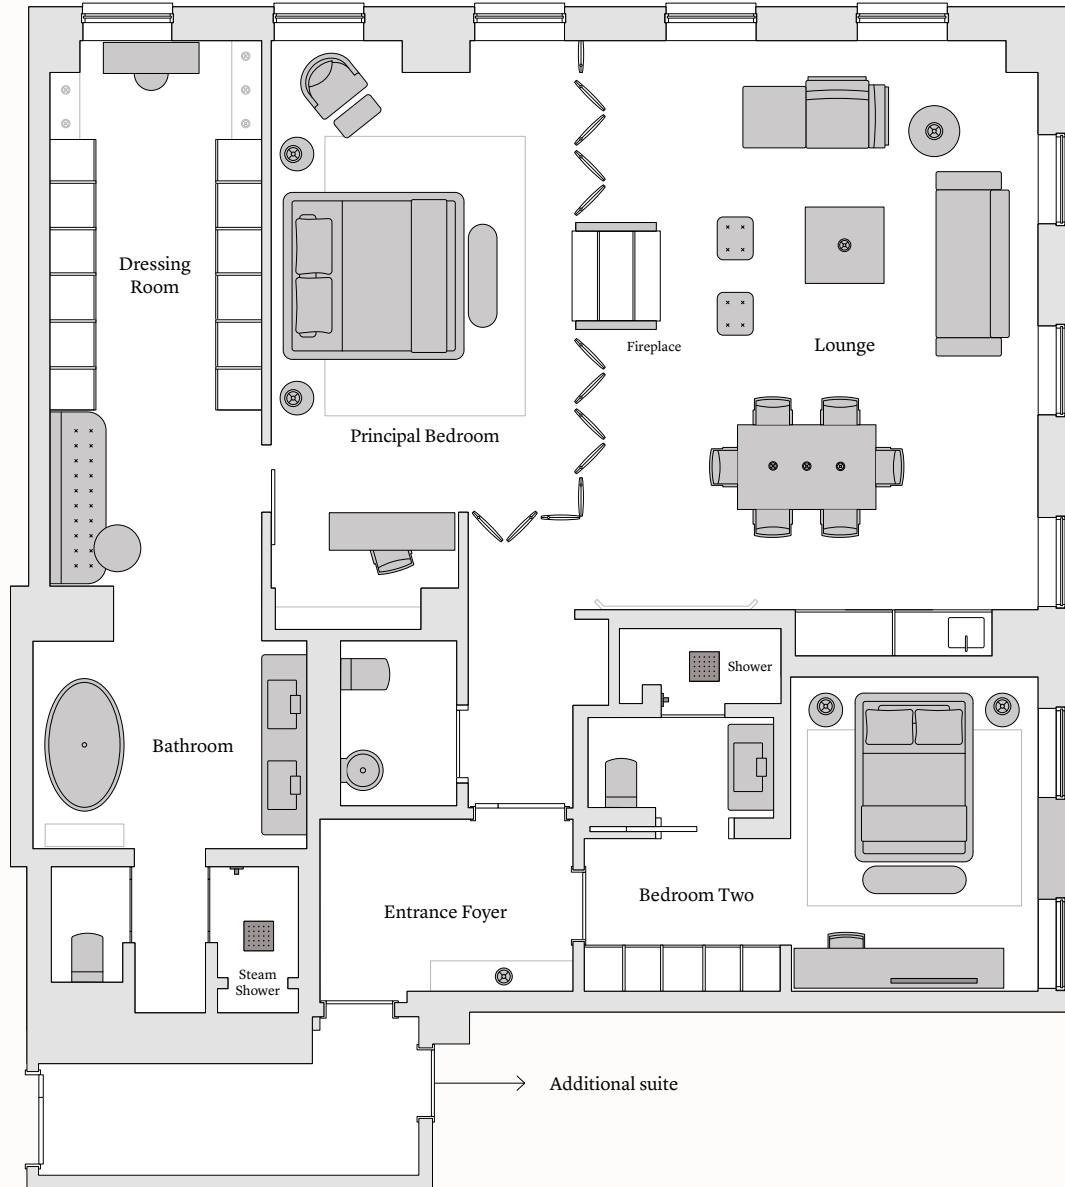 Dressing
Room
Fireplace
Lounge
Principal Bedroom
Shower
Bathroom
Bedroom Two
Entrance Foyer
Steam
Shower
Additional suite